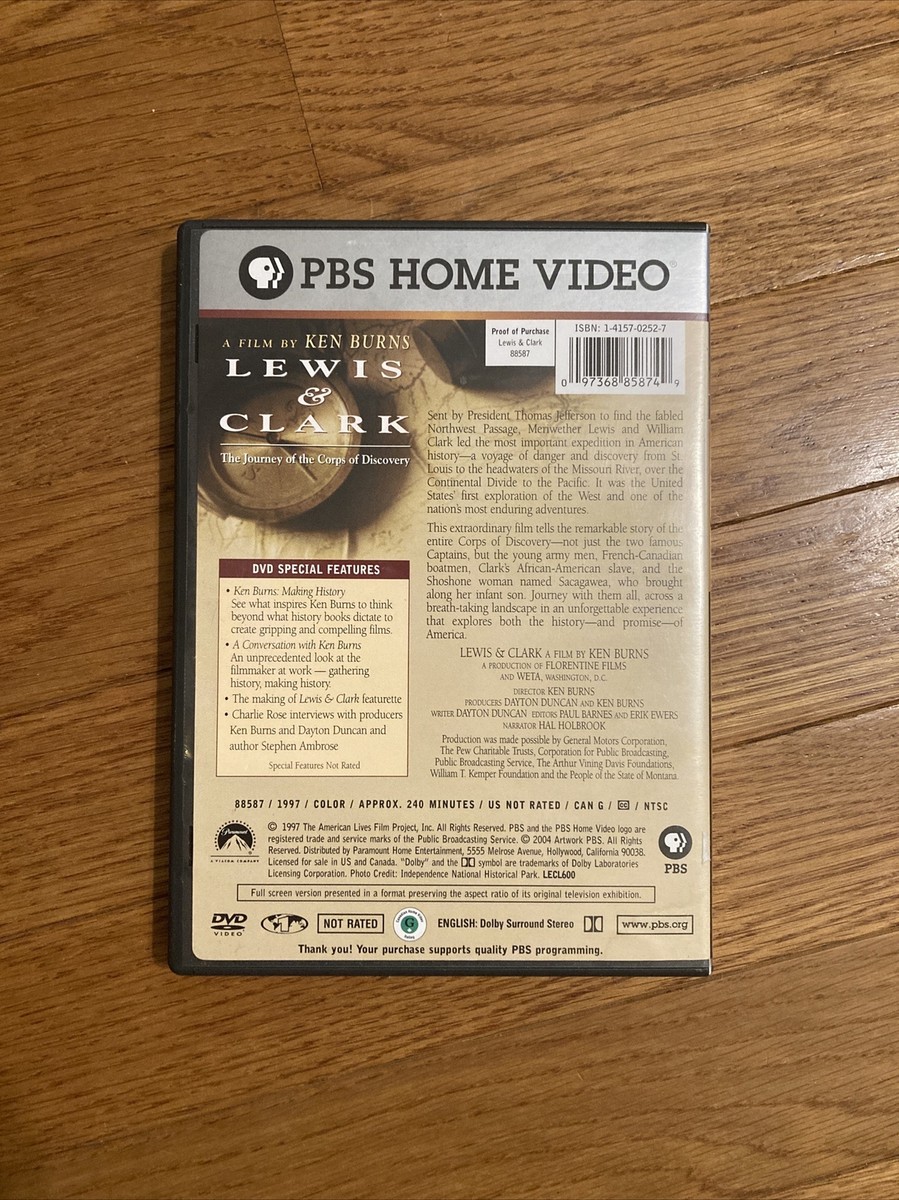 PBS HOME VIDEO
A FILM BY KEN BURNS
LEWIS
&
CLARK
The Journey of the Corps of Discovery
Proof of Purchase
Lewis & Clark
88587
ISBN: 1-4157-0252-7
0 97368 85874 9
Sent by President Thomas Jefferson to find the fabled
Northwest Passage, Meriwether Lewis and William
Clark led the most important expedition in American
history—a voyage of danger and discovery from St.
Louis to the headwaters of the Missouri River, over the
Continental Divide to the Pacific. It was the United
States' first exploration of the West and one of the
nation's most enduring adventures.
This extraordinary film tells the remarkable story of the
entire Corps of Discovery—not just the two famous
Captains, but the young army men, French-Canadian
boatmen, Clark's African-American slave, and the
Shoshone woman named Sacagawea, who brought
along her infant son. Journey with them all, across a
breath-taking landscape in an unforgettable experience
that explores both the history—and promise—of
America.
DVD SPECIAL FEATURES
• Ken Burns: Making History
See what inspires Ken Burns to think
beyond what history books dictate to
create gripping and compelling films.
• A Conversation with Ken Burns
An unprecedented look at the
filmmaker at work — gathering
history, making history.
• The making of Lewis & Clark featurette
• Charlie Rose interviews with producers
Ken Burns and Dayton Duncan and
author Stephen Ambrose
Special Features Not Rated
LEWIS & CLARK A FILM BY KEN BURNS
A PRODUCTION OF FLORENTINE FILMS
AND WETA, WASHINGTON, D.C.
DIRECTOR KEN BURNS
PRODUCERS DAYTON DUNCAN AND KEN BURNS
WRITER DAYTON DUNCAN EDITORS PAUL BARNES AND ERIK EWERS
NARRATOR HAL HOLBROOK
Production was made possible by General Motors Corporation,
The Pew Charitable Trusts, Corporation for Public Broadcasting,
Public Broadcasting Service, The Arthur Vining Davis Foundations,
William T. Kemper Foundation and the People of the State of Montana.
88587 / 1997 / COLOR / APPROX. 240 MINUTES / US NOT RATED / CAN G / CC / NTSC
Paramount
A VIACOM COMPANY
© 1997 The American Lives Film Project, Inc. All Rights Reserved. PBS and the PBS Home Video logo are
registered trade and service marks of the Public Broadcasting Service. © 2004 Artwork PBS. All Rights
Reserved. Distributed by Paramount Home Entertainment, 5555 Melrose Avenue, Hollywood, California 90038.
Licensed for sale in US and Canada. "Dolby" and the symbol are trademarks of Dolby Laboratories
Licensing Corporation. Photo Credit: Independence National Historical Park. LECL600
PBS
Full screen version presented in a format preserving the aspect ratio of its original television exhibition.
DVD
VIDEO
1
NOT RATED
G
ENGLISH: Dolby Surround Stereo
www.pbs.org
Thank you! Your purchase supports quality PBS programming.